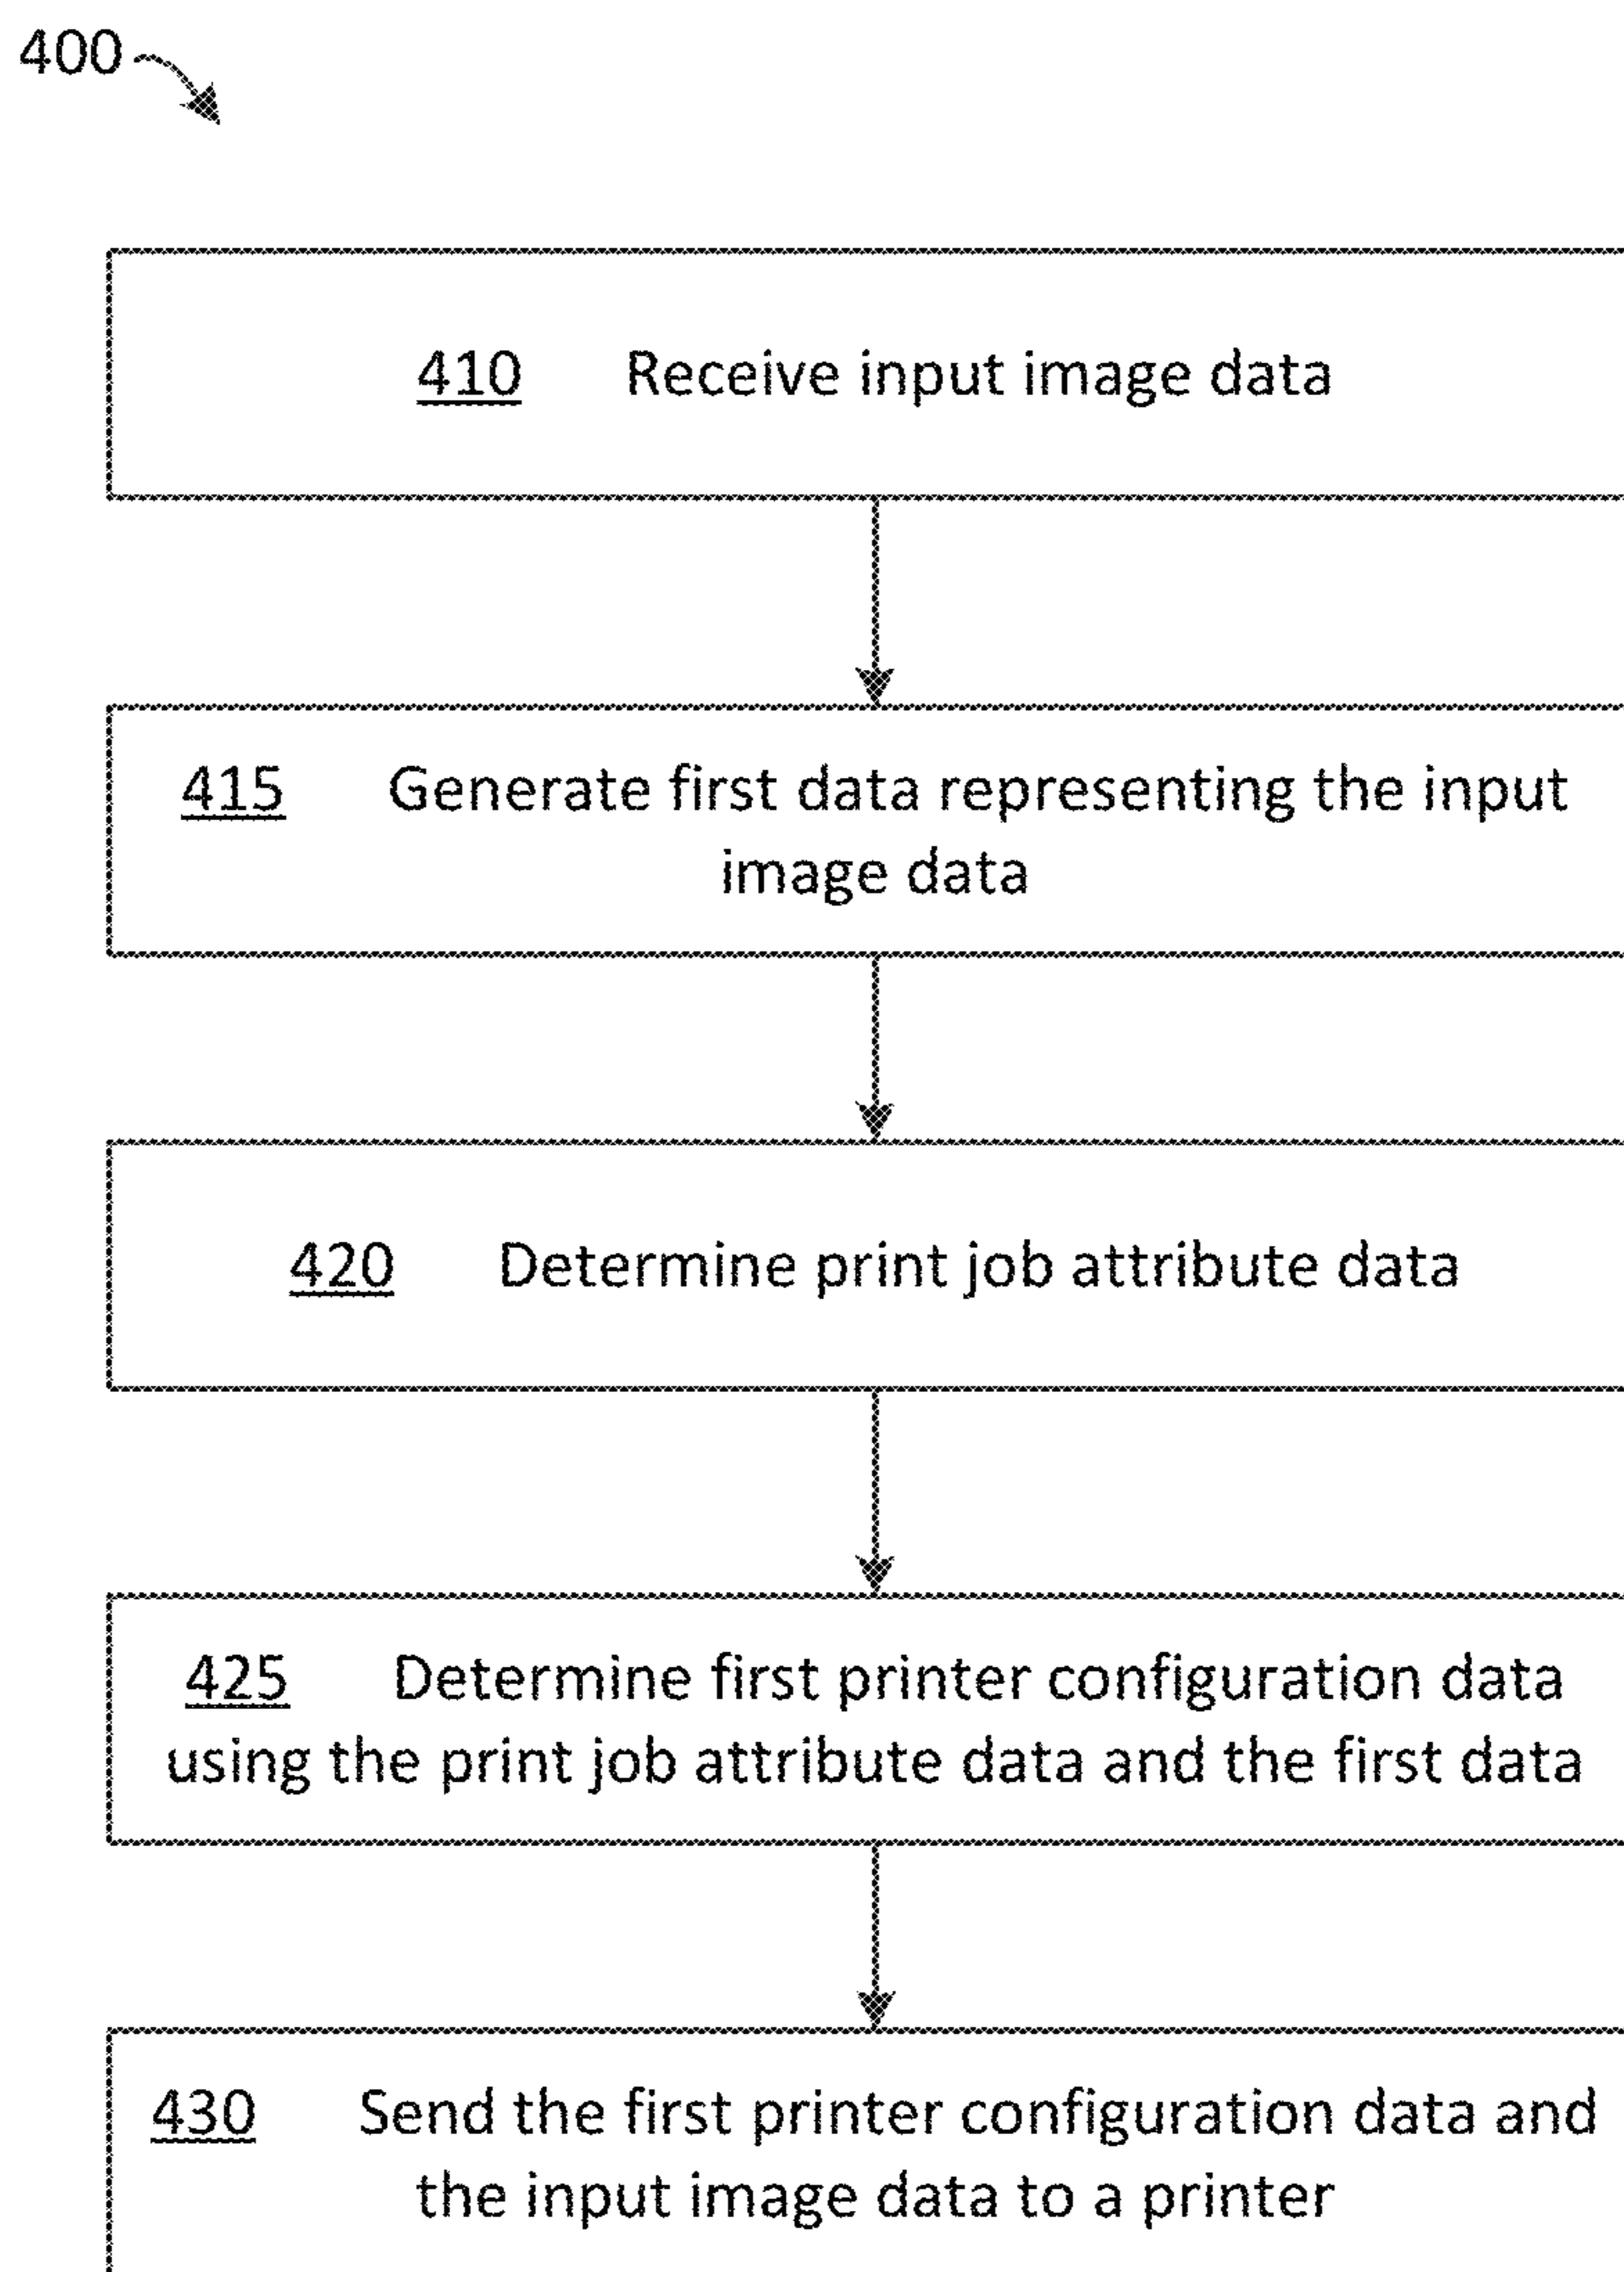 400
410 Receive input image data
415 Generate first data representing the input
image data
420 Determine print job attribute data
425 Determine first printer configuration data
using the print job attribute data and the first data
430 Send the first printer configuration data and
the input image data to a printer